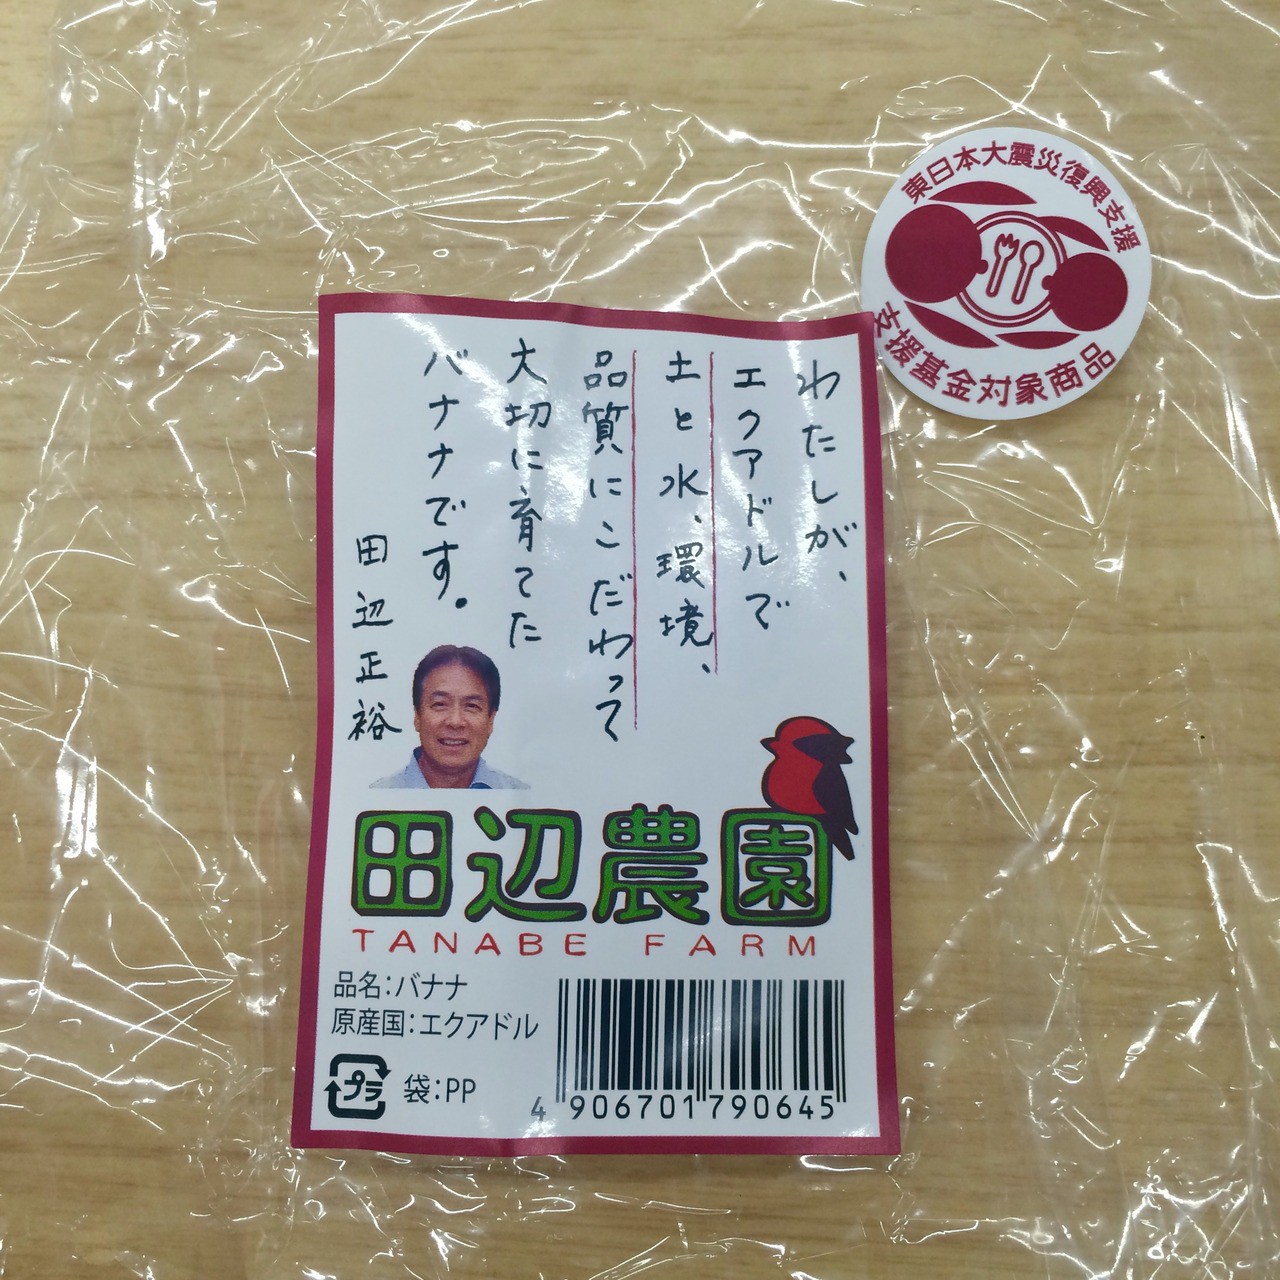 東日本大震災復興支援
支援基金対象商品
わたしが、
エクアドルで
土と水、環境、
品質にこだわって
大切に育てた
バナナです。
田辺正裕
田辺農園
TANABE FARM
品名:バナナ
原産国:エクアドル
プラ
袋:PP
4 906701 790645